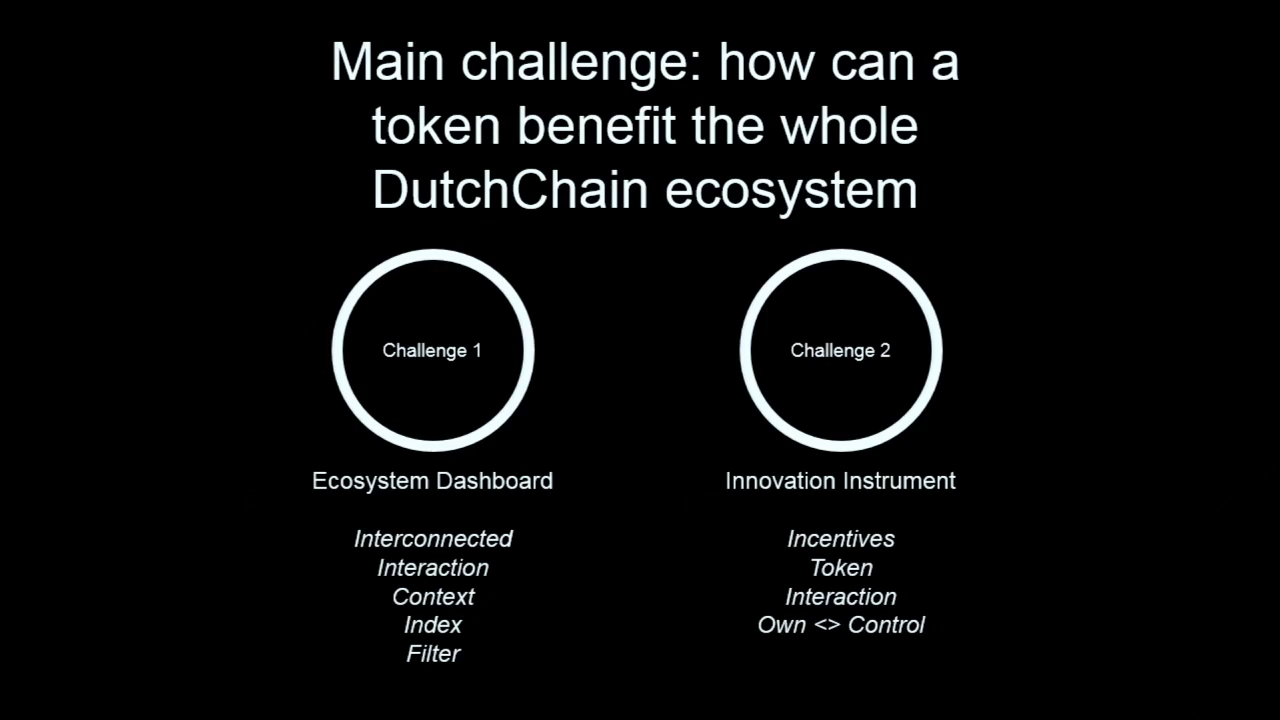 Main challenge: how can a
token benefit the whole
DutchChain ecosystem
Challenge 1
Challenge 2
Ecosystem Dashboard
Innovation Instrument
Interconnected
Interaction
Context
Index
Filter
Incentives
Token
Interaction
Own <> Control